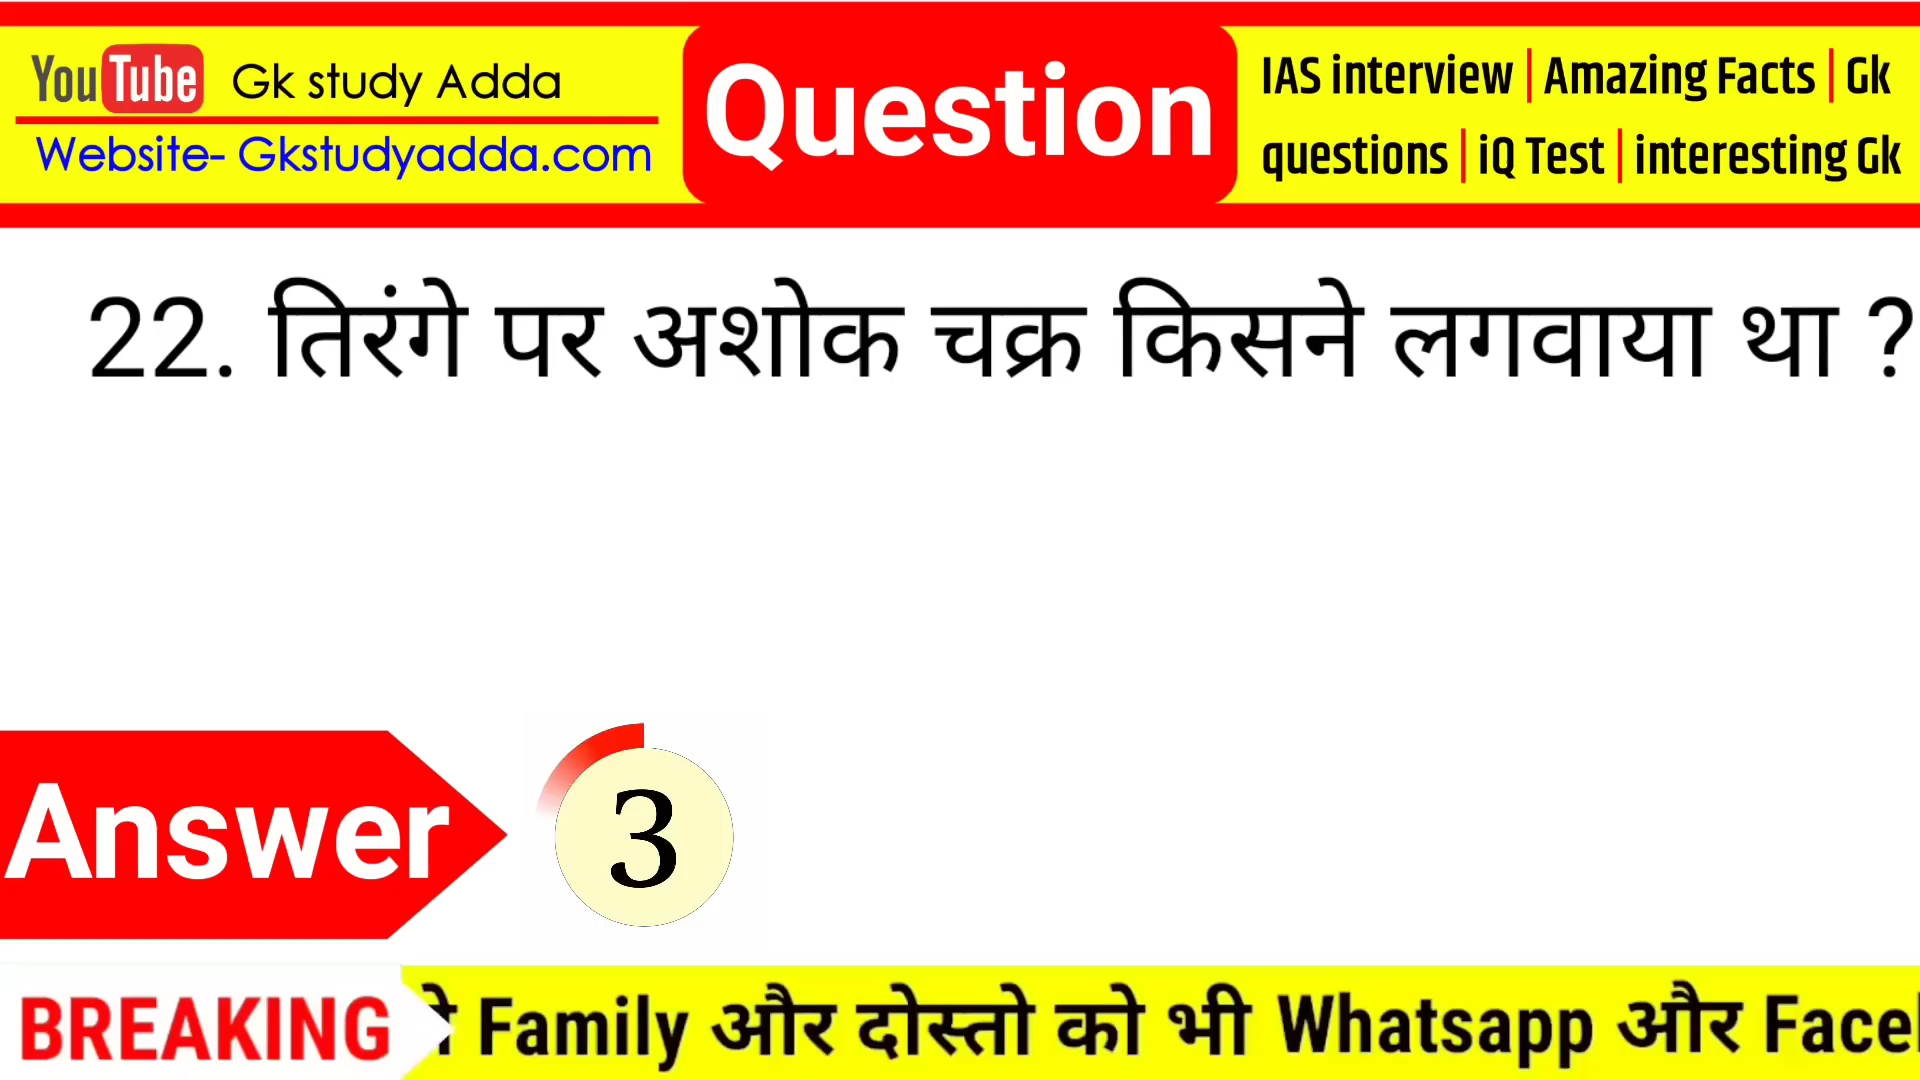 YouTube Gk study Adda
Website- Gkstudyadda.com
Question
IAS interview | Amazing Facts | Gk
questions | iQ Test | interesting Gk
22. तिरंगे पर अशोक चक्र किसने लगवाया था ?
Answer
3
BREAKING
Family और दोस्तो को भी Whatsapp और